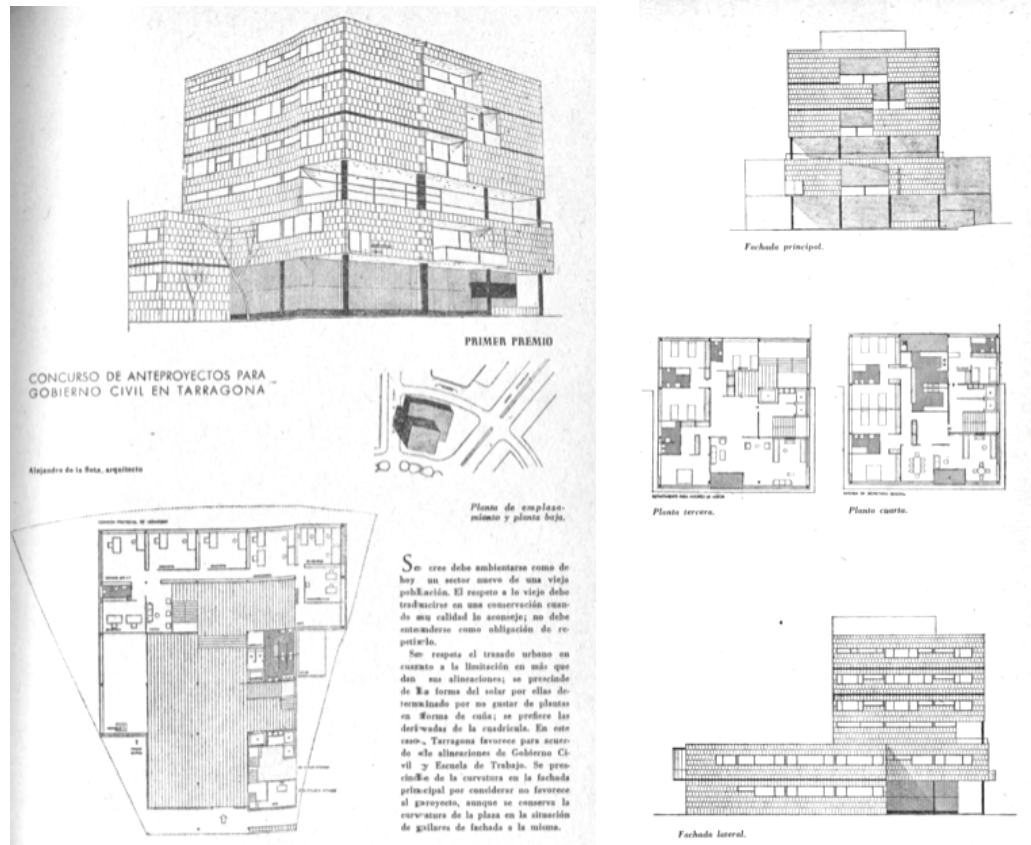 PRIMER PREMIO
CONCURSO DE ANTEPROYECTOS PARA
GOBIERNO CIVIL EN TARRAGONA
Alejandro de la Sota, arquitecto
Planta de emplaza-
miento y planta baja.
Se cree debe ambientarse como de
hoy un sector nuevo de una vieja
población. El respeto a lo viejo debe
traducirse en una conservación cuan-
do su calidad lo aconseje; no debe
entenderse como obligación de re-
petirlo.
Se respeta el trazado urbano en
cuanto a la limitación en más que
dan sus alineaciones; se prescinde
de la forma del solar por ellas de-
terminado por no gustar de plantas
en forma de cuña; se prefiere las
derivadas de la cuadrícula. En este
caso, Tarragona favorece para acuer-
do de alineaciones de Gobierno Ci-
vil y Escuela de Trabajo. Se pres-
cinde de la curvatura en la fachada
principal por considerar no favorece
al proyecto, aunque se conserva la
curvatura de la plaza en la situación
de pilares de fachada a la misma.
Fachada principal.
Planta tercera.
Planta cuarta.
Fachada lateral.